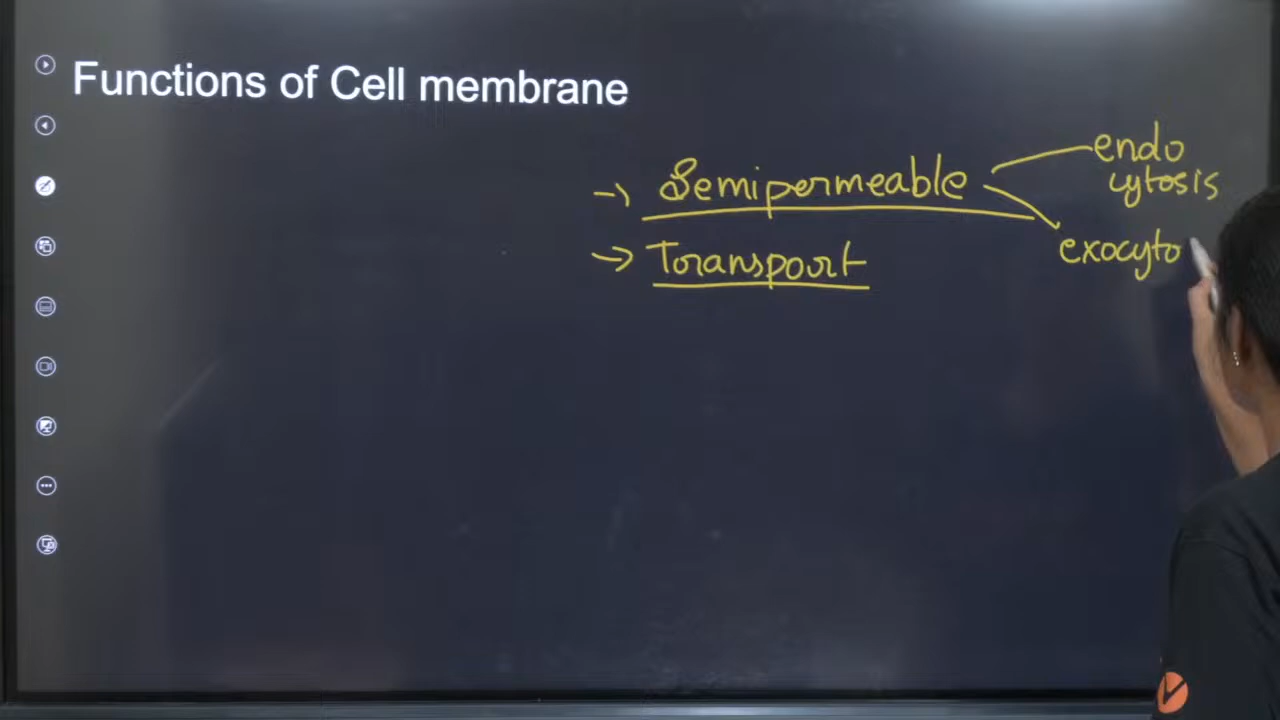 Functions of Cell membrane
→ Semipermeable
endo
cytosis
exocyto
→ Transport